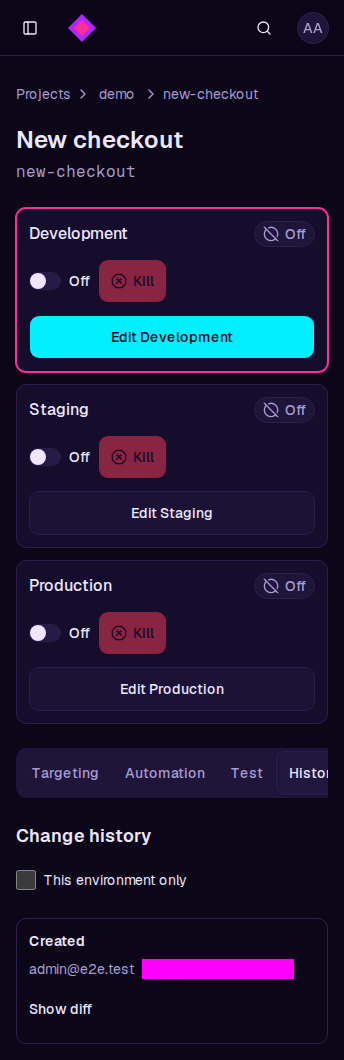 AA
Projects > demo > new-checkout
New checkout
new-checkout
Development Off
Off Kill
Edit Development
Staging Off
Off Kill
Edit Staging
Production Off
Off Kill
Edit Production
Targeting Automation Test Histor
Change history
This environment only
Created
admin@e2e.test
Show diff